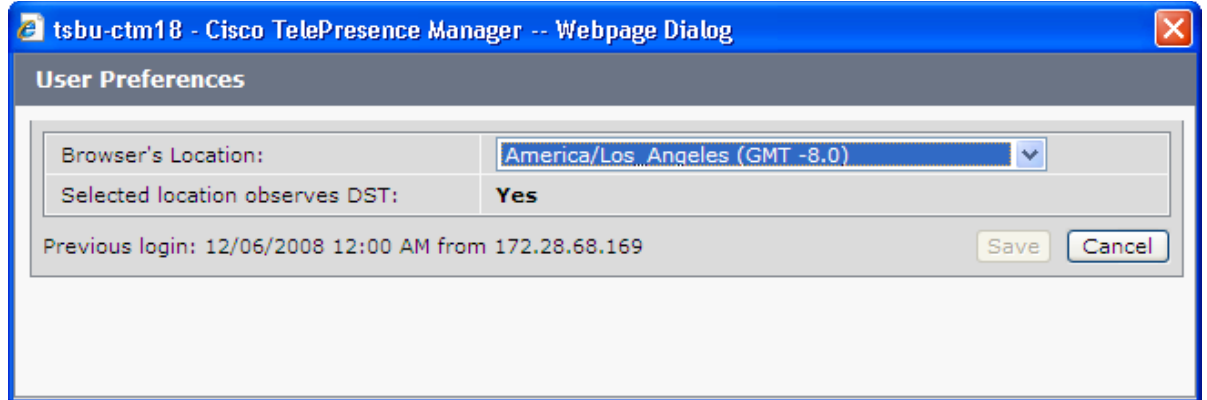 tsbu-ctm18 - Cisco TelePresence Manager -- Webpage Dialog
User Preferences
Browser's Location: America/Los_Angeles (GMT -8.0)
Selected location observes DST: Yes
Previous login: 12/06/2008 12:00 AM from 172.28.68.169 Save Cancel